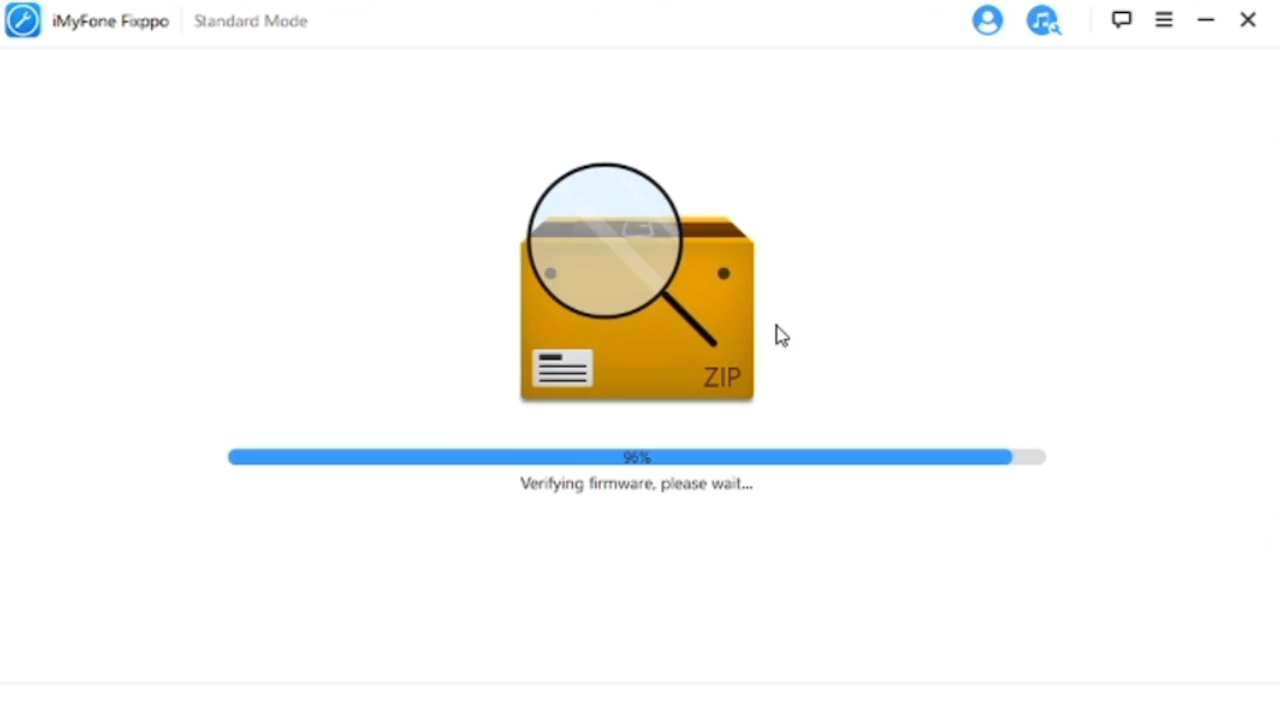 iMyFone Fixppo
Standard Mode
ZIP
96%
Verifying firmware, please wait...